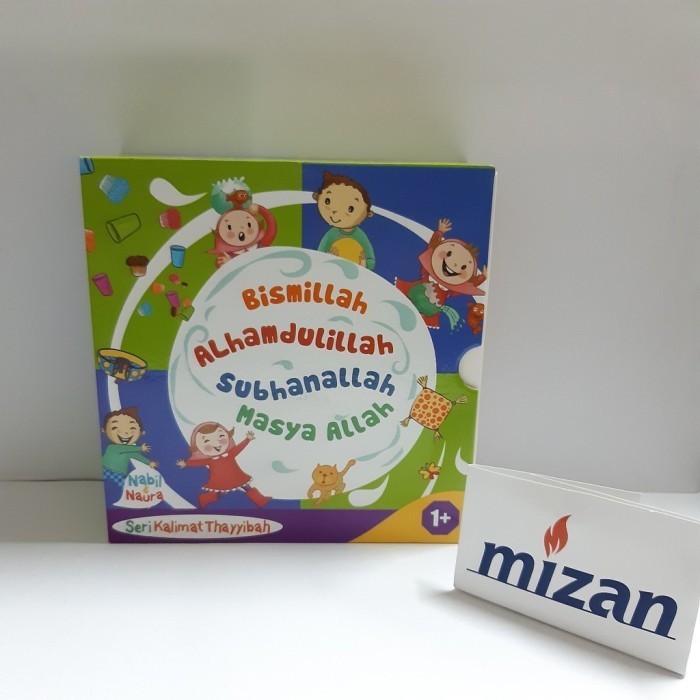 Bismillah
ALhamdulillah
Subhanallah
Masya Allah
Nabil
&
Naura
Seri Kalimat Thayyibah
1+
mizan